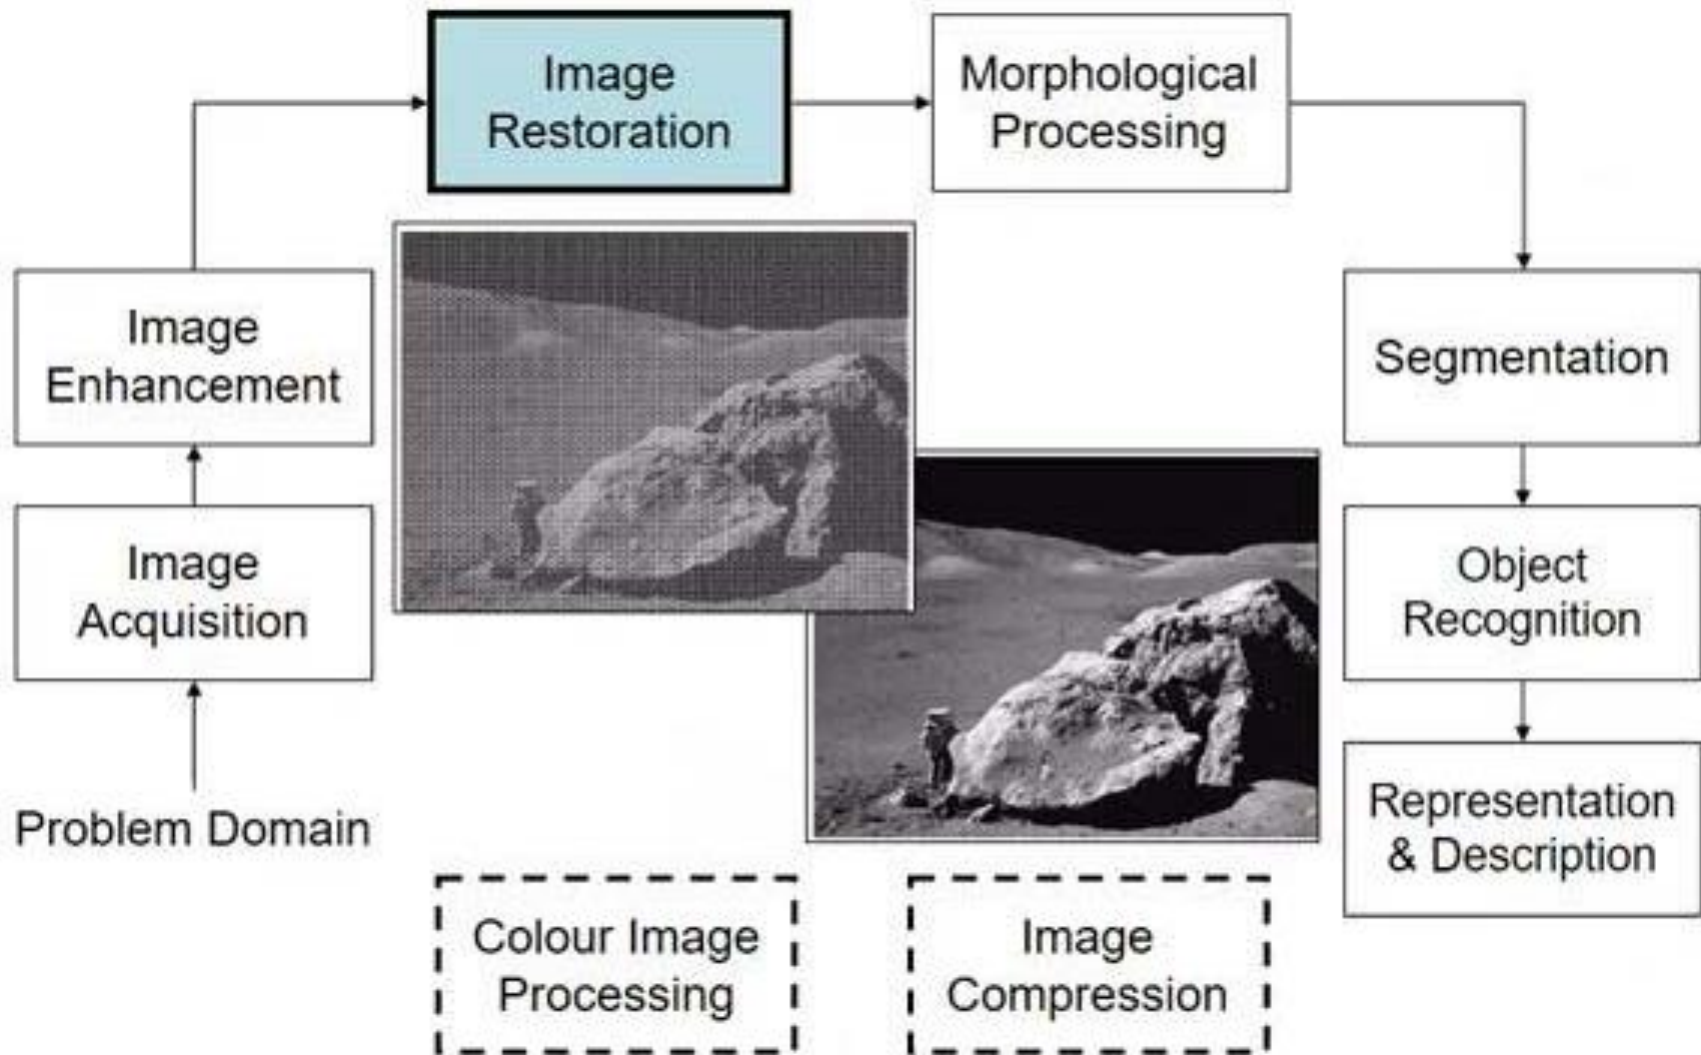 Image
Restoration
Morphological
Processing
Image
Enhancement
Segmentation
Image
Acquisition
Object
Recognition
Problem Domain
Representation
& Description
Colour Image
Processing
Image
Compression